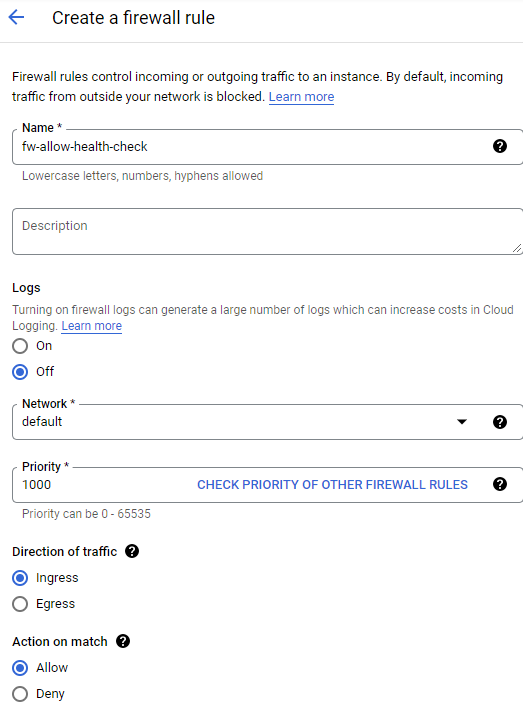 Create a firewall rule
Firewall rules control incoming or outgoing traffic to an instance. By default, incoming
traffic from outside your network is blocked. Learn more
Name *
fw-allow-health-check
Lowercase letters, numbers, hyphens allowed
Description
Logs
Turning on firewall logs can generate a large number of logs which can increase costs in Cloud
Logging. Learn more
On
Off
Network *
default
Priority *
1000 CHECK PRIORITY OF OTHER FIREWALL RULES
Priority can be 0 - 65535
Direction of traffic
Ingress
Egress
Action on match
Allow
Deny